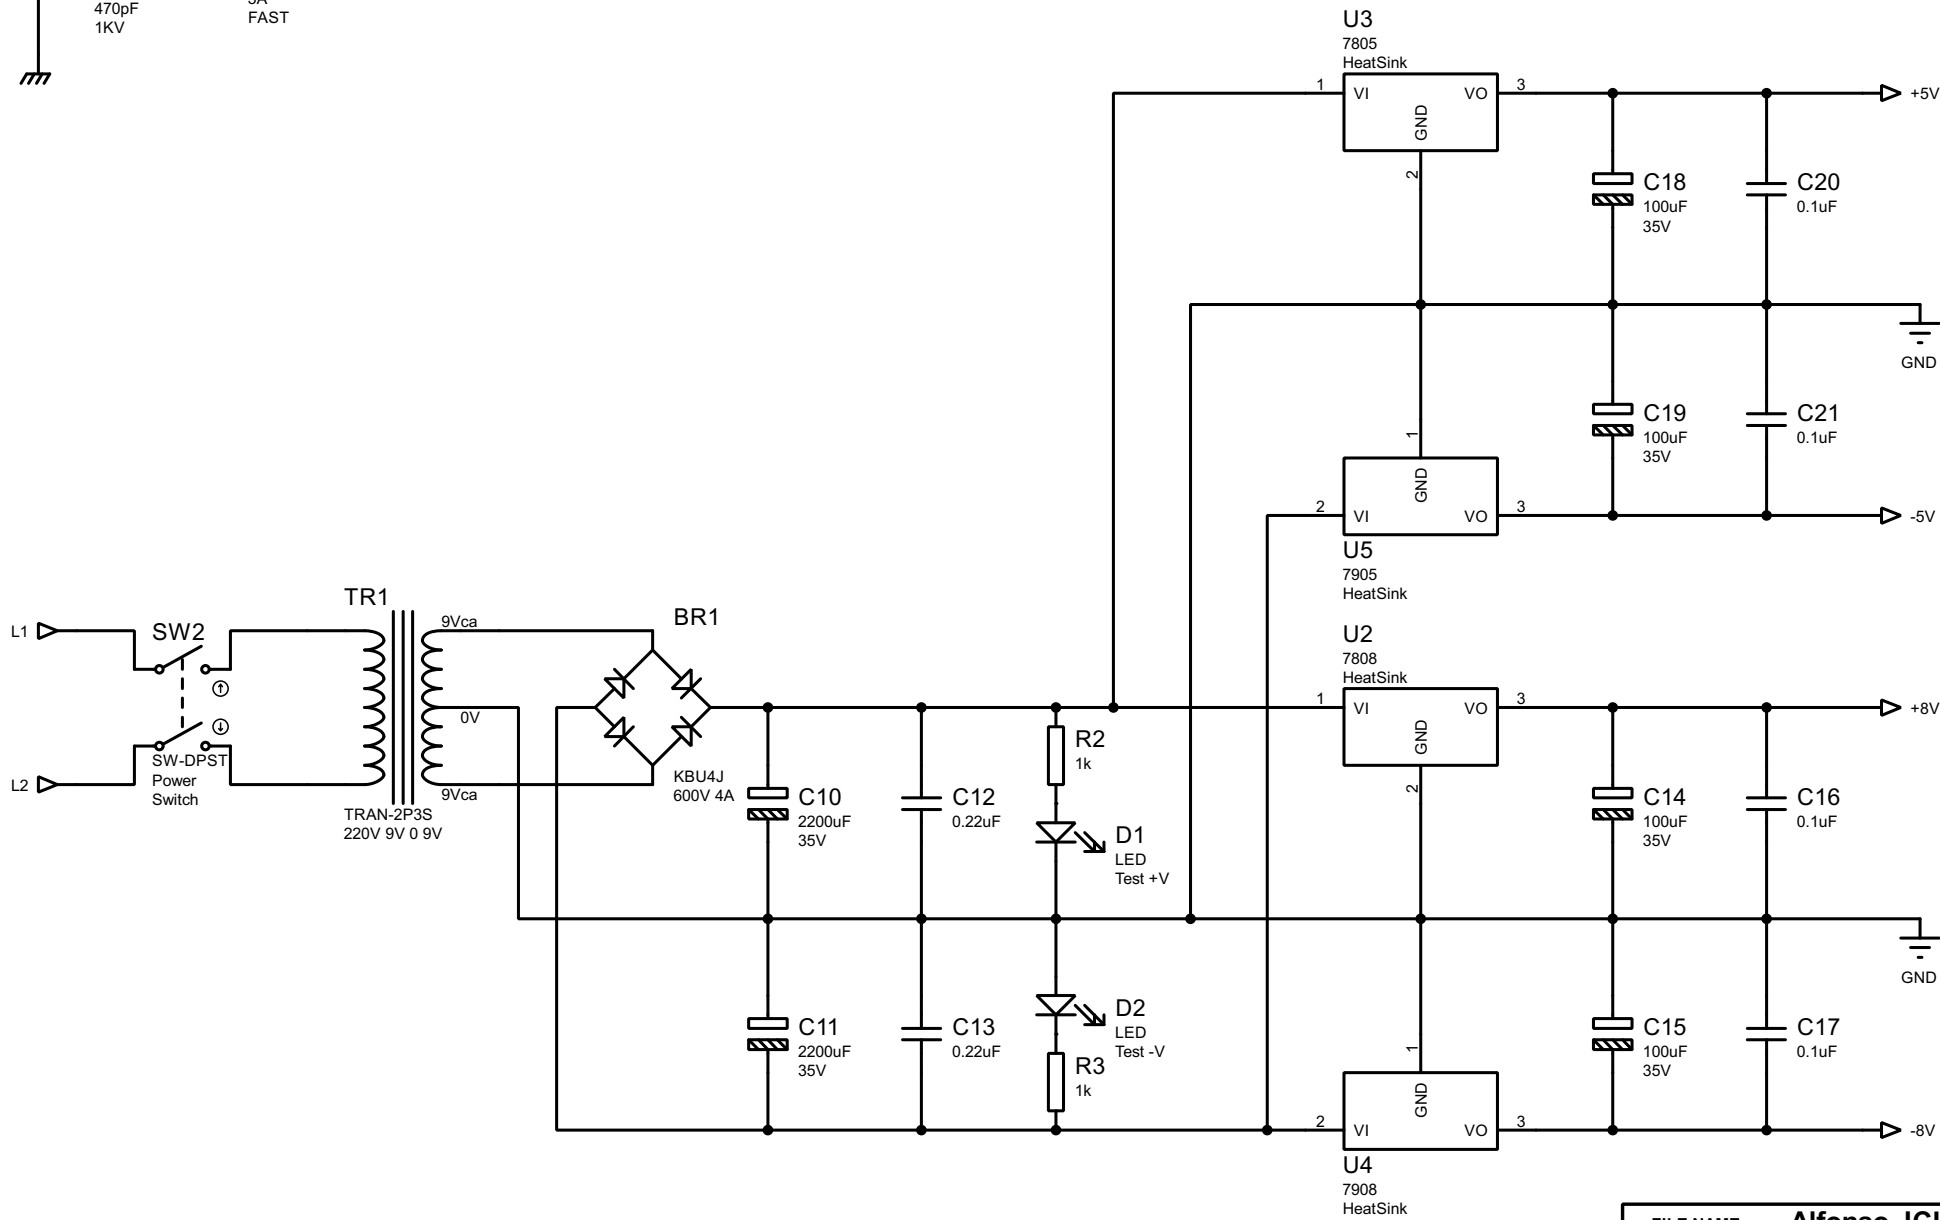 470pF
1KV
FAST
U3
7805
HeatSink
1
VI
VO
3
GND
2
+5V
C18
100uF
35V
C20
0.1uF
GND
C19
100uF
35V
C21
0.1uF
1
GND
2
VI
VO
3
-5V
U5
7905
HeatSink
L1
SW2
TR1
9Vca
BR1
0V
L2
SW-DPST
Power
Switch
9Vca
TRAN-2P3S
220V 9V 0 9V
KBU4J
600V 4A
C10
2200uF
35V
C12
0.22uF
R2
1k
D1
LED
Test +V
U2
7808
HeatSink
1
VI
VO
3
GND
2
+8V
C14
100uF
35V
C16
0.1uF
GND
C11
2200uF
35V
C13
0.22uF
D2
LED
Test -V
R3
1k
C15
100uF
35V
C17
0.1uF
1
GND
2
VI
VO
3
-8V
U4
7908
HeatSink